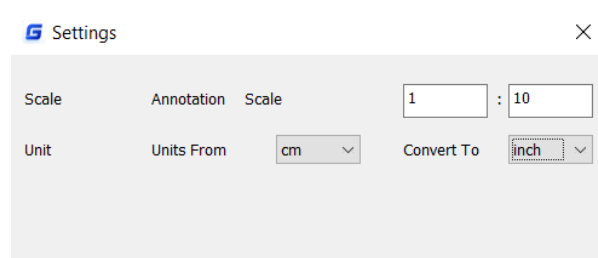 Settings
Scale Annotation Scale 1 : 10
Unit Units From cm Convert To inch